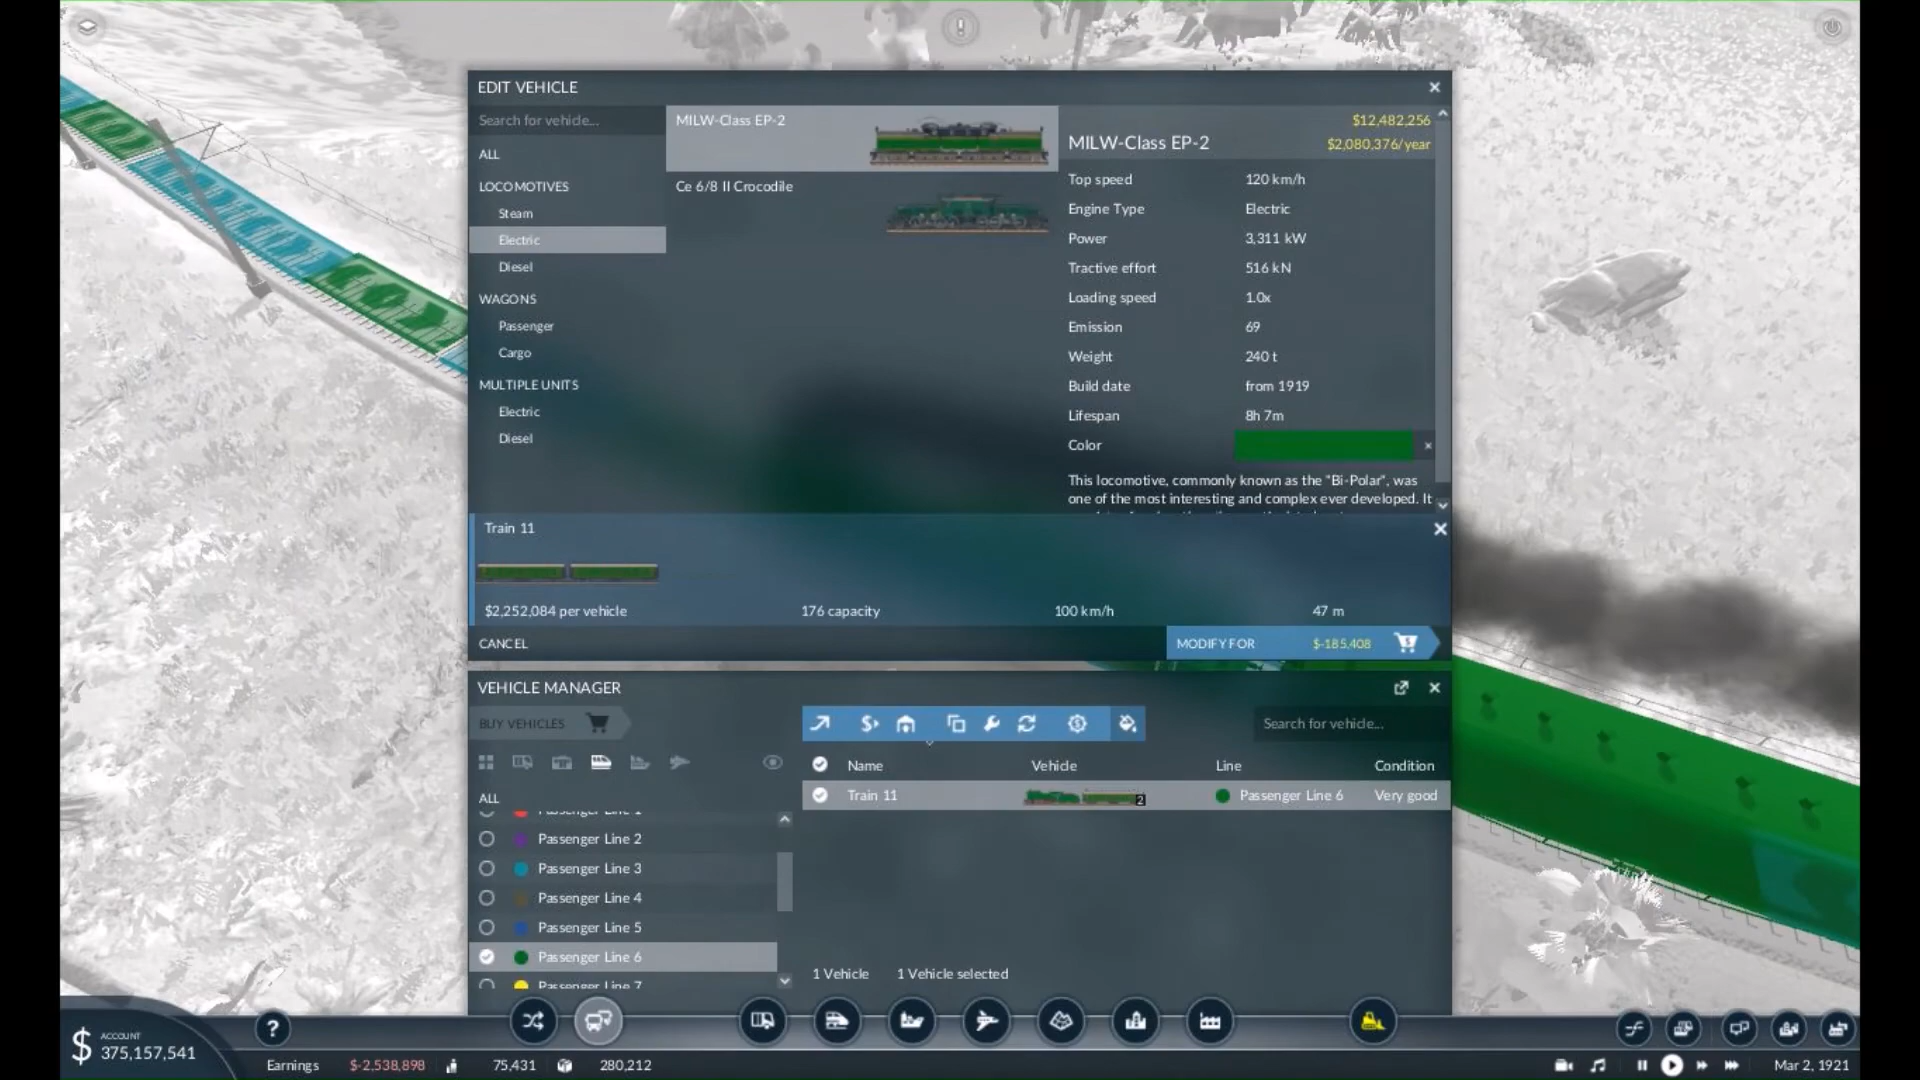 EDIT VEHICLE
Search for vehicle...
ALL
LOCOMOTIVES
Steam
Electric
Diesel
WAGONS
Passenger
Cargo
MULTIPLE UNITS
Electric
Diesel
MILW-Class EP-2
Ce 6/8 II Crocodile
$12,482,256
MILW-Class EP-2
$2,080,376/year
Top speed 120 km/h
Engine Type Electric
Power 3,311 kW
Tractive effort 516 kN
Loading speed 1.0x
Emission 69
Weight 240 t
Build date from 1919
Lifespan 8h 7m
Color
This locomotive, commonly known as the "Bi-Polar", was
one of the most interesting and complex ever developed. It
Train 11
$2,252,084 per vehicle 176 capacity 100 km/h 47 m
CANCEL
MODIFY FOR $-185,408
VEHICLE MANAGER
BUY VEHICLES
Search for vehicle...
ALL
Passenger Line 1
Passenger Line 2
Passenger Line 3
Passenger Line 4
Passenger Line 5
Passenger Line 6
Passenger Line 7
Name Vehicle Line Condition
Train 11 2 Passenger Line 6 Very good
1 Vehicle 1 Vehicle selected
$ ACCOUNT
375,157,541
?
Earnings $-2,538,898 75,431 280,212
Mar 2, 1921